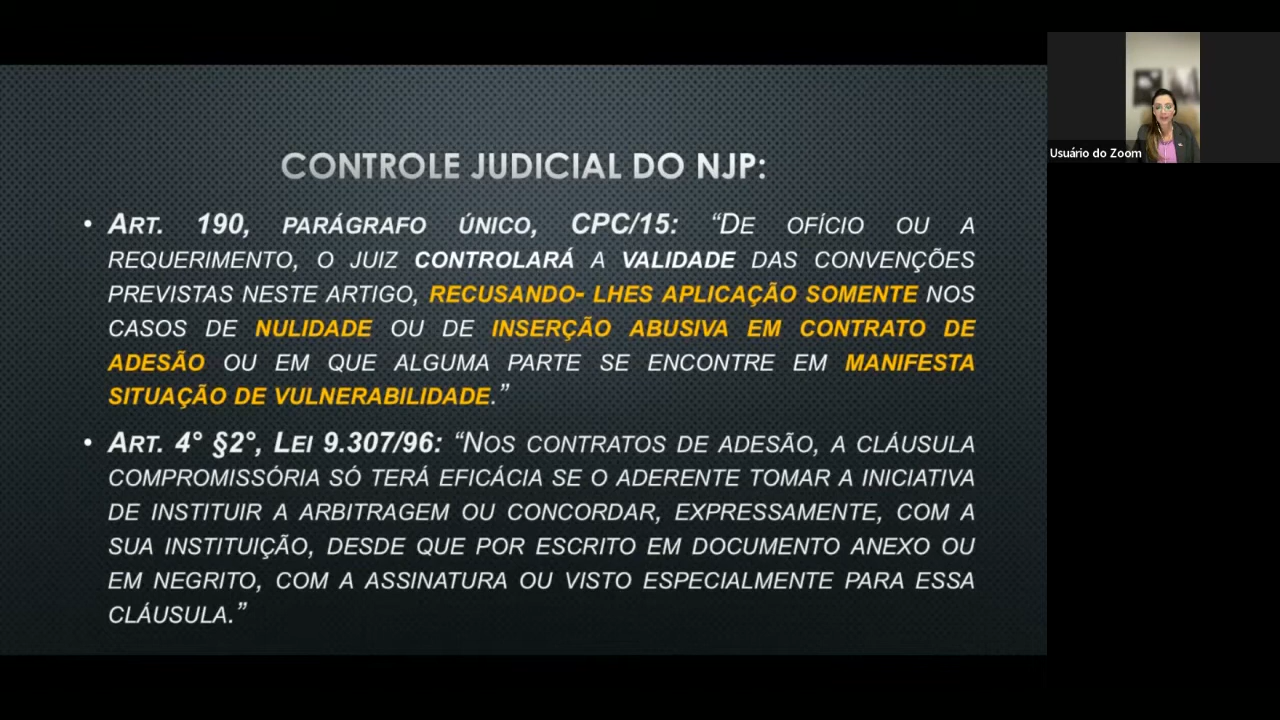 CONTROLE JUDICIAL DO NJP:
• ART. 190, PARÁGRAFO ÚNICO, CPC/15: “DE OFÍCIO OU A
REQUERIMENTO, O JUIZ CONTROLARÁ A VALIDADE DAS CONVENÇÕES
PREVISTAS NESTE ARTIGO, RECUSANDO- LHES APLICAÇÃO SOMENTE NOS
CASOS DE NULIDADE OU DE INSERÇÃO ABUSIVA EM CONTRATO DE
ADESÃO OU EM QUE ALGUMA PARTE SE ENCONTRE EM MANIFESTA
SITUAÇÃO DE VULNERABILIDADE.”
• ART. 4° §2°, LEI 9.307/96: “NOS CONTRATOS DE ADESÃO, A CLÁUSULA
COMPROMISSÓRIA SÓ TERÁ EFICÁCIA SE O ADERENTE TOMAR A INICIATIVA
DE INSTITUIR A ARBITRAGEM OU CONCORDAR, EXPRESSAMENTE, COM A
SUA INSTITUIÇÃO, DESDE QUE POR ESCRITO EM DOCUMENTO ANEXO OU
EM NEGRITO, COM A ASSINATURA OU VISTO ESPECIALMENTE PARA ESSA
CLÁUSULA.”
Usuário do Zoom